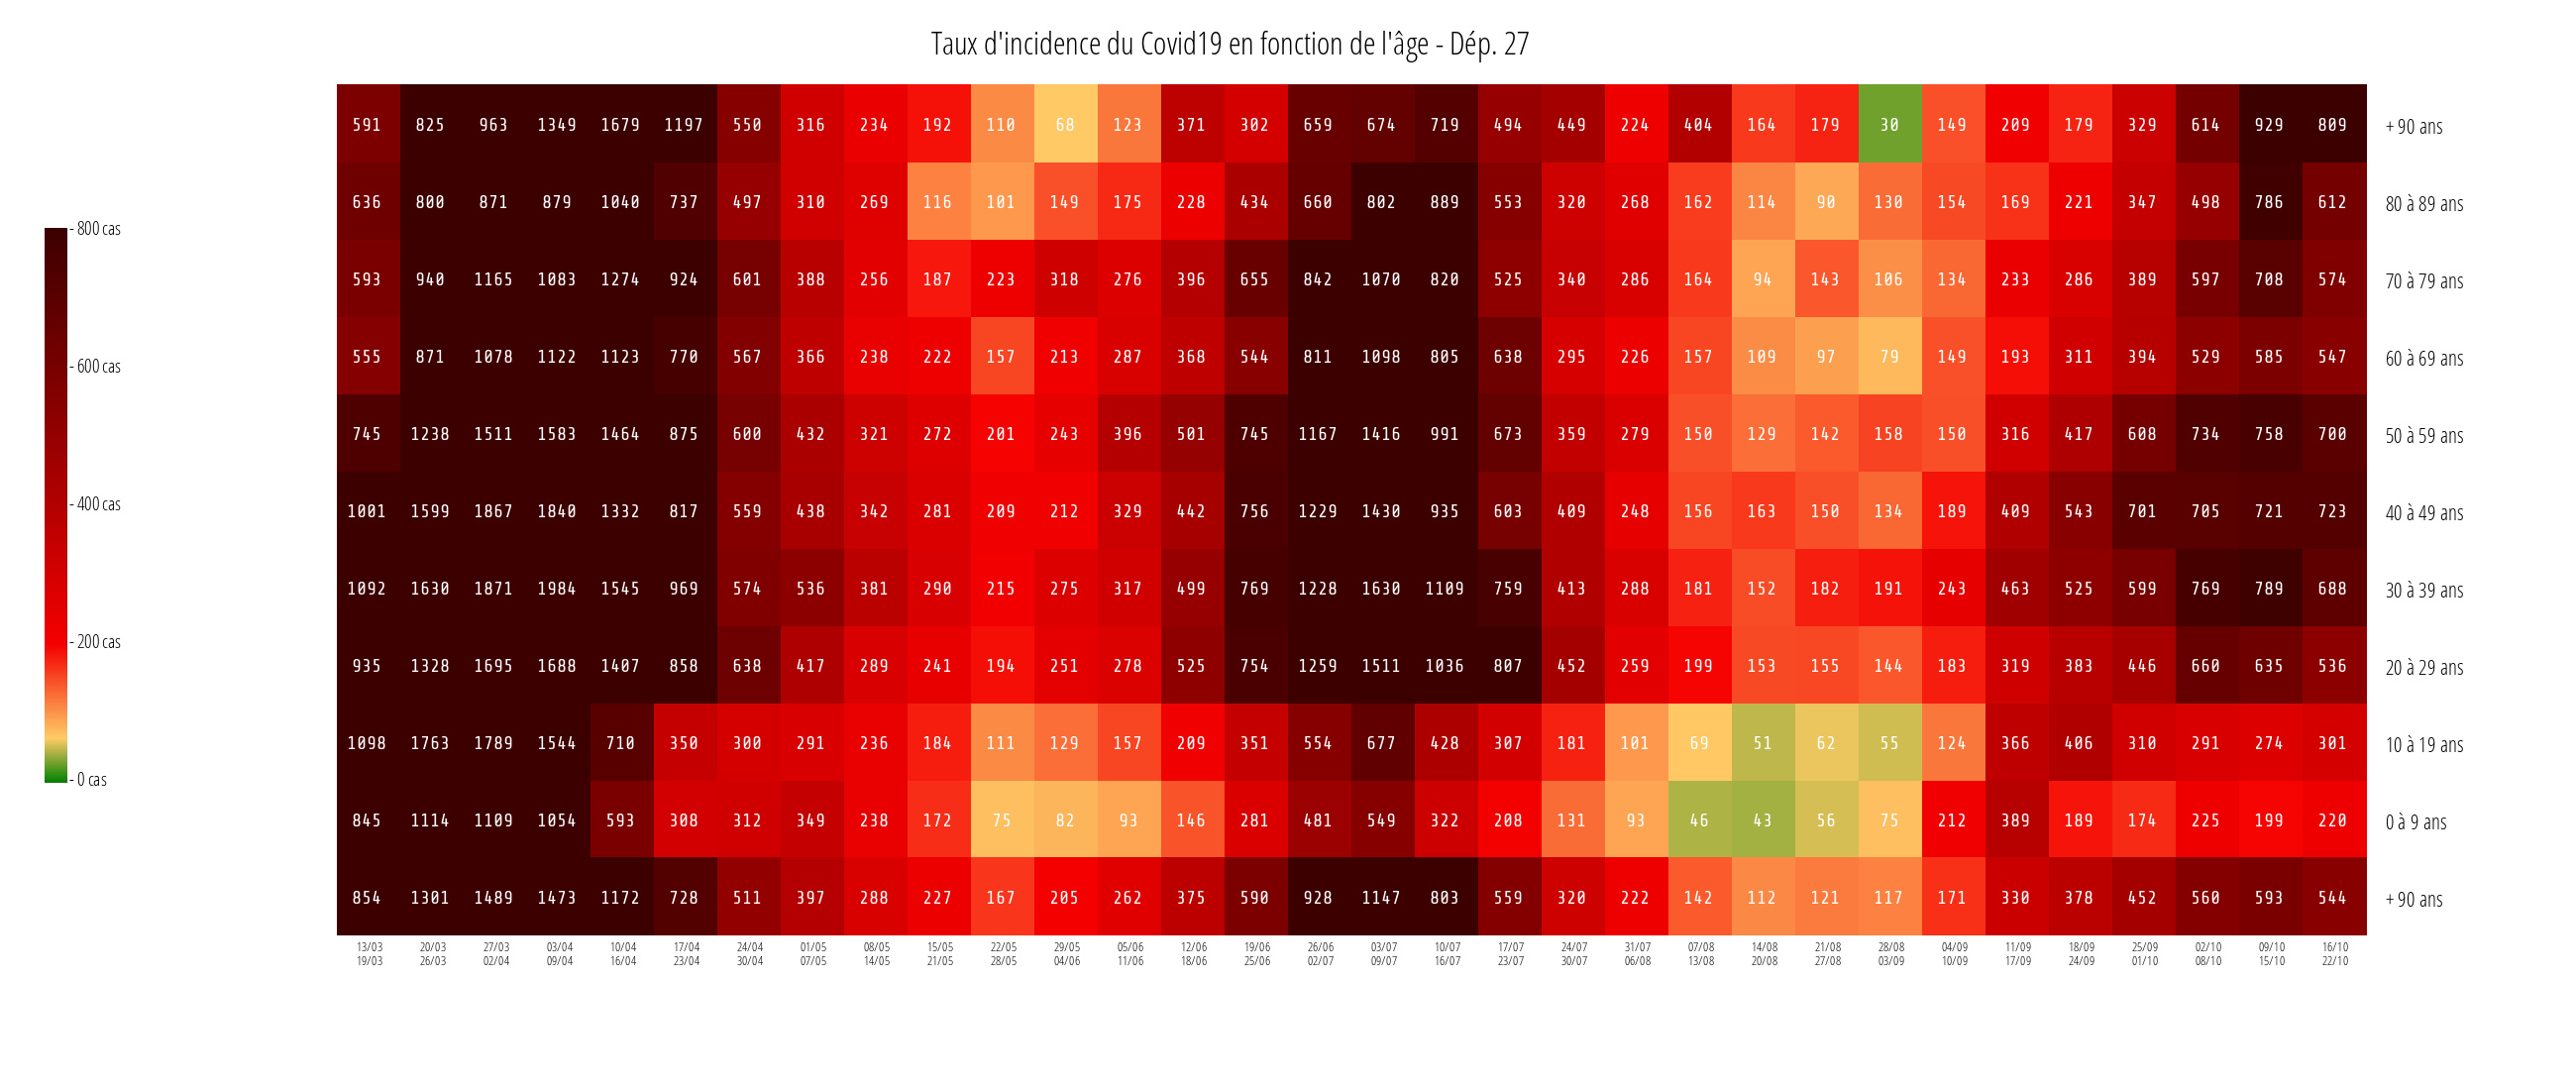 Taux d'incidence du Covid19 en fonction de l'âge - Dép. 27
- 800 cas
- 600 cas
- 400 cas
- 200 cas
- 0 cas
591 825 963 1349 1679 1197 550 316 234 192 110 68 123 371 302 659 674 719 494 449 224 404 164 179 30 149 209 179 329 614 929 809 + 90 ans
636 800 871 879 1040 737 497 310 269 116 101 149 175 228 434 660 802 889 553 320 268 162 114 90 130 154 169 221 347 498 786 612 80 à 89 ans
593 940 1165 1083 1274 924 601 388 256 187 223 318 276 396 655 842 1070 820 525 340 286 164 94 143 106 134 233 286 389 597 708 574 70 à 79 ans
555 871 1078 1122 1123 770 567 366 238 222 157 213 287 368 544 811 1098 805 638 295 226 157 109 97 79 149 193 311 394 529 585 547 60 à 69 ans
745 1238 1511 1583 1464 875 600 432 321 272 201 243 396 501 745 1167 1416 991 673 359 279 150 129 142 158 150 316 417 608 734 758 700 50 à 59 ans
1001 1599 1867 1840 1332 817 559 438 342 281 209 212 329 442 756 1229 1430 935 603 409 248 156 163 150 134 189 409 543 701 705 721 723 40 à 49 ans
1092 1630 1871 1984 1545 969 574 536 381 290 215 275 317 499 769 1228 1630 1109 759 413 288 181 152 182 191 243 463 525 599 769 789 688 30 à 39 ans
935 1328 1695 1688 1407 858 638 417 289 241 194 251 278 525 754 1259 1511 1036 807 452 259 199 153 155 144 183 319 383 446 660 635 536 20 à 29 ans
1098 1763 1789 1544 710 350 300 291 236 184 111 129 157 209 351 554 677 428 307 181 101 69 51 62 55 124 366 406 310 291 274 301 10 à 19 ans
845 1114 1109 1054 593 308 312 349 238 172 75 82 93 146 281 481 549 322 208 131 93 46 43 56 75 212 389 189 174 225 199 220 0 à 9 ans
854 1301 1489 1473 1172 728 511 397 288 227 167 205 262 375 590 928 1147 803 559 320 222 142 112 121 117 171 330 378 452 560 593 544 + 90 ans
13/03 20/03 27/03 03/04 10/04 17/04 24/04 01/05 08/05 15/05 22/05 29/05 05/06 12/06 19/06 26/06 03/07 10/07 17/07 24/07 31/07 07/08 14/08 21/08 28/08 04/09 11/09 18/09 25/09 02/10 09/10 16/10
19/03 26/03 02/04 09/04 16/04 23/04 30/04 07/05 14/05 21/05 28/05 04/06 11/06 18/06 25/06 02/07 09/07 16/07 23/07 30/07 06/08 13/08 20/08 27/08 03/09 10/09 17/09 24/09 01/10 08/10 15/10 22/10